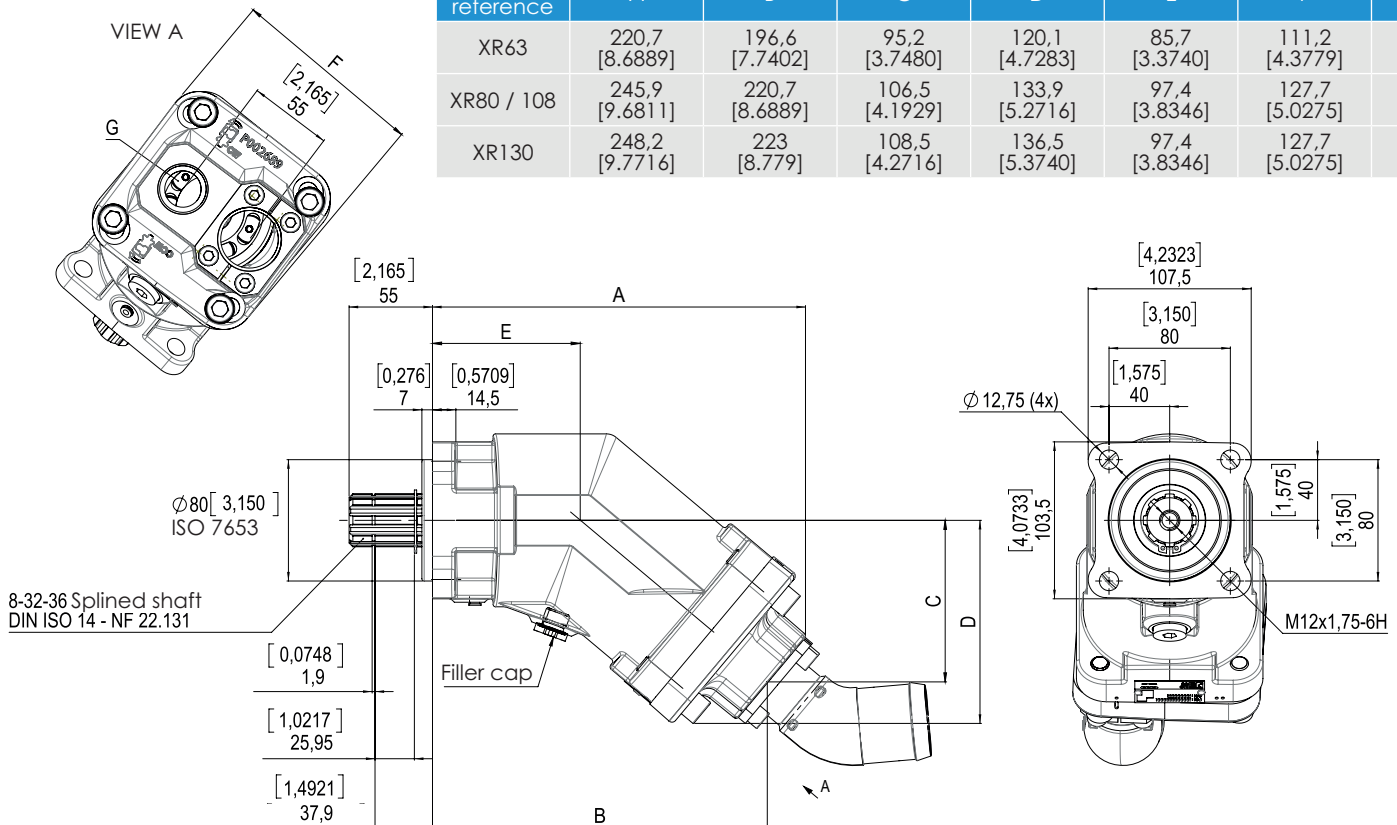 reference
XR63 220,7 196,6 95,2 120,1 85,7 111,2
[8.6889] [7.7402] [3.7480] [4.7283] [3.3740] [4.3779]
XR80 / 108 245,9 220,7 106,5 133,9 97,4 127,7
[9.6811] [8.6889] [4.1929] [5.2716] [3.8346] [5.0275]
XR130 248,2 223 108,5 136,5 97,4 127,7
[9.7716] [8.779] [4.2716] [5.3740] [3.8346] [5.0275]
VIEW A
F
[2,165]
55
G
P002689
[2,165]
55
A
E
[0,276]
7
[0,5709]
14,5
Ø80[3,150]
ISO 7653
8-32-36 Splined shaft
DIN ISO 14 - NF 22.131
[0,0748]
1,9
[1,0217]
25,95
[1,4921]
37,9
Filler cap
B
C
D
A
[4,2323]
107,5
[3,150]
80
[1,575]
40
Ø 12,75 (4x)
[4,0733]
103,5
[1,575]
40
[3,150]
80
M12x1,75-6H